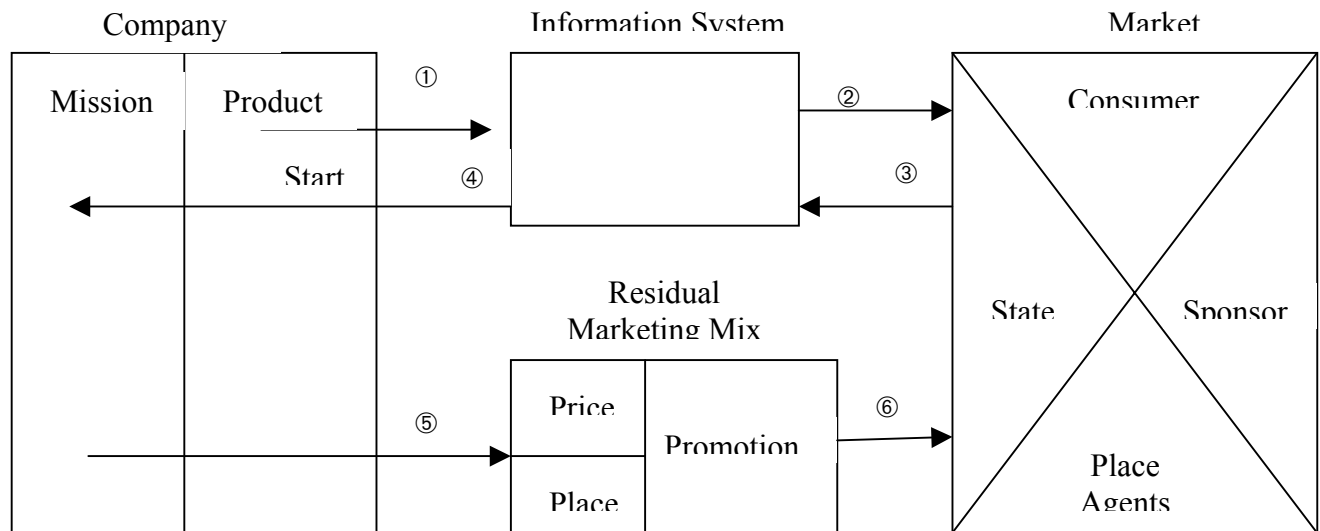 Company
Information System
Market
Mission
Product
①
②
Consumer
Start
④
③
Residual
Marketing Mix
State
Sponsor
Price
⑤
⑥
Promotion
Place
Place
Agents